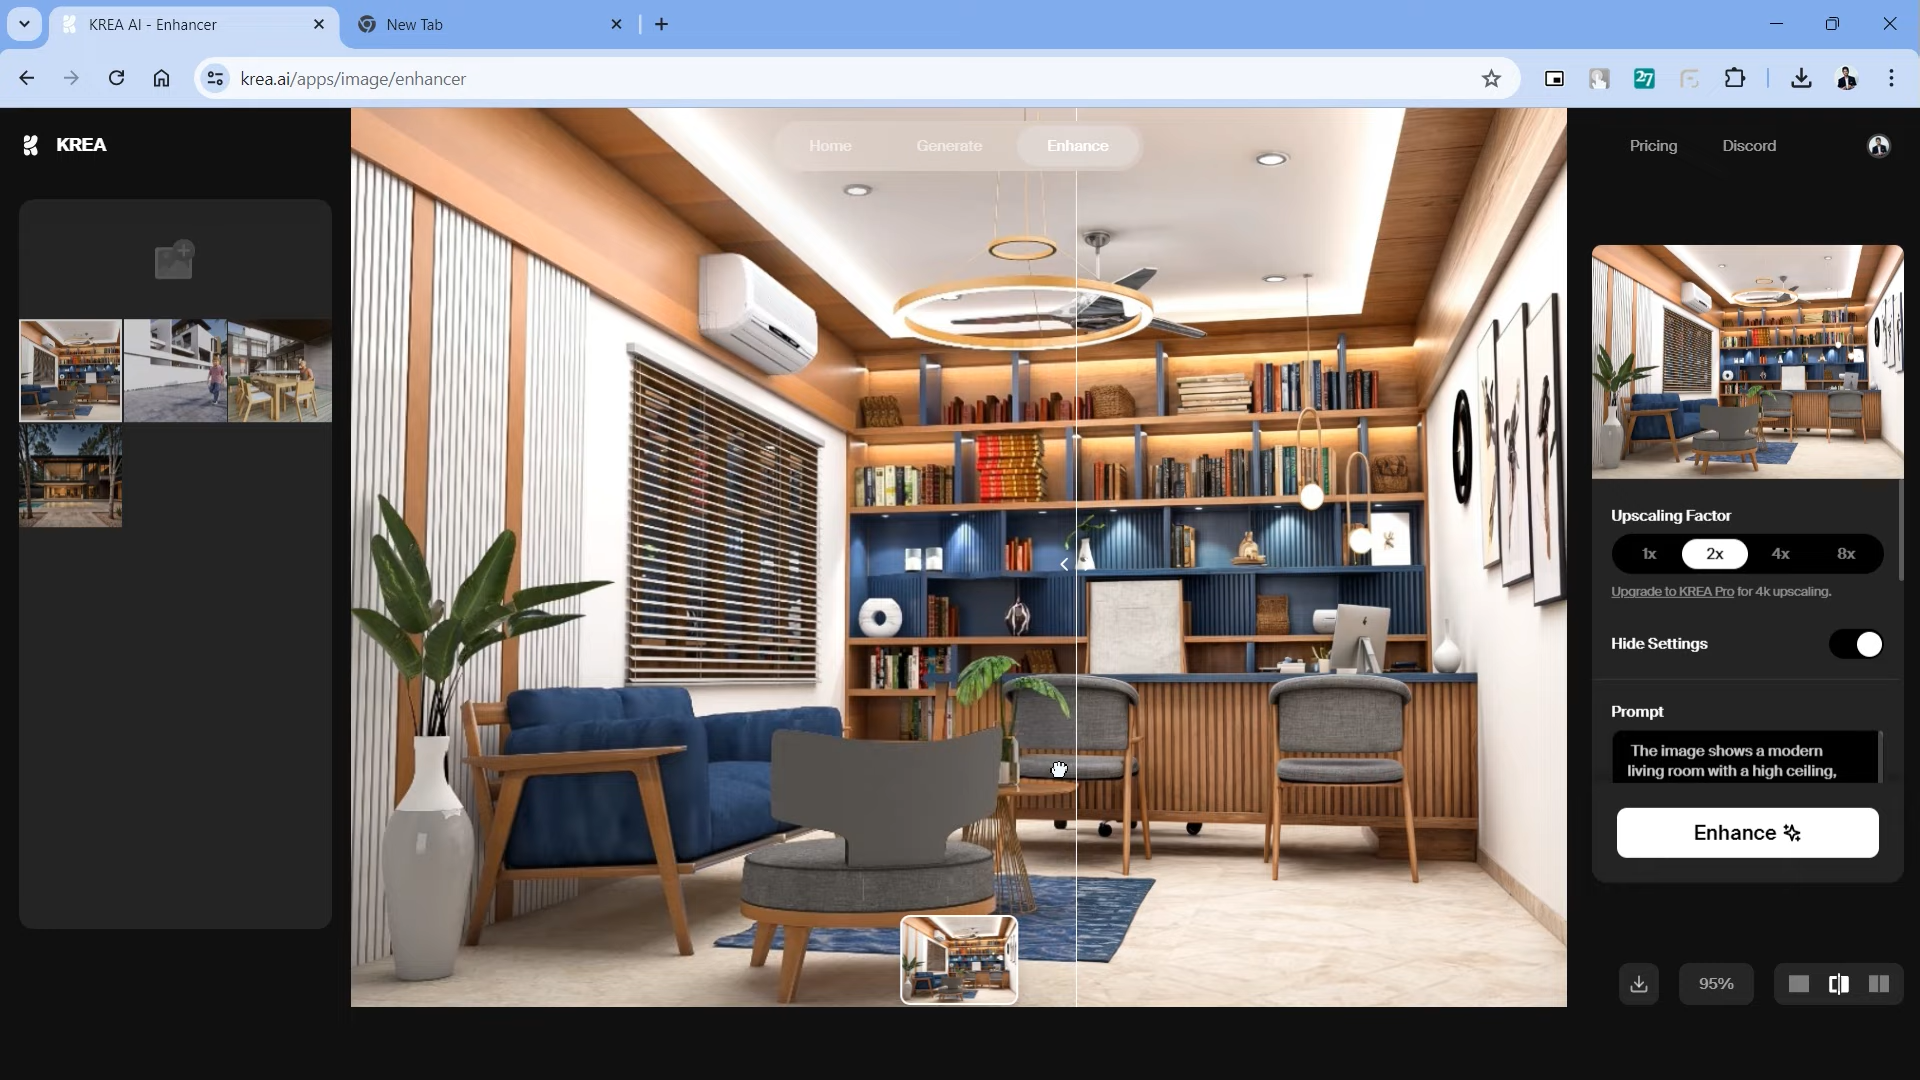 KREA AI - Enhancer
New Tab
krea.ai/apps/image/enhancer
27
KREA
Home
Generate
Enhance
Pricing
Discord
Upscaling Factor
1x
2x
4x
8x
Upgrade to KREA Pro for 4k upscaling.
Hide Settings
Prompt
The image shows a modern
living room with a high ceiling,
Enhance
95%